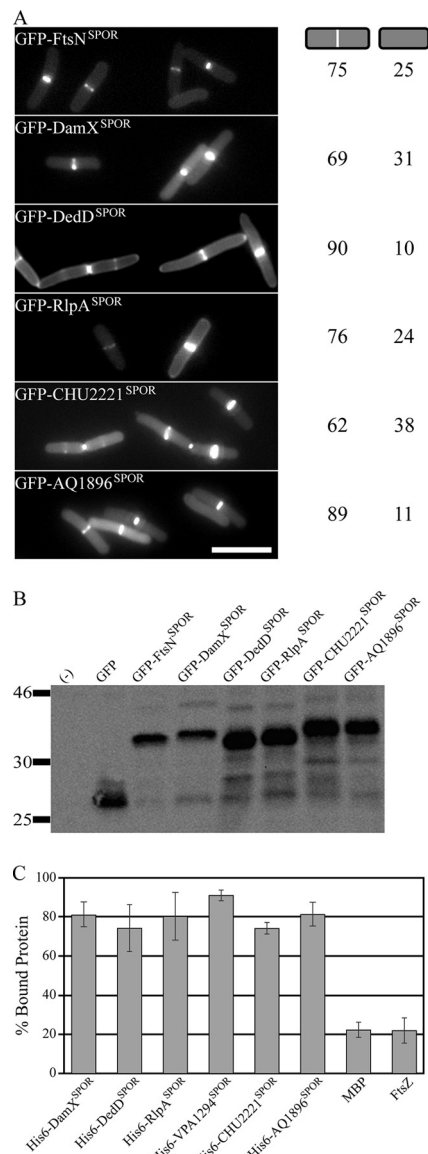 A
GFP-FtsN^SPOR
75 25
GFP-DamX^SPOR
69 31
GFP-DedD^SPOR
90 10
GFP-RlpA^SPOR
76 24
GFP-CHU2221^SPOR
62 38
GFP-AQ1896^SPOR
89 11
B
(-) GFP GFP-FtsN^SPOR GFP-DamX^SPOR GFP-DedD^SPOR GFP-RlpA^SPOR GFP-CHU2221^SPOR GFP-AQ1896^SPOR
46
30
25
C
% Bound Protein
100
80
60
40
20
0
His6-DamX^SPOR His6-DedD^SPOR His6-RlpA^SPOR His6-VPA1294^SPOR His6-CHU2221^SPOR His6-AQ1896^SPOR MBP FtsZ